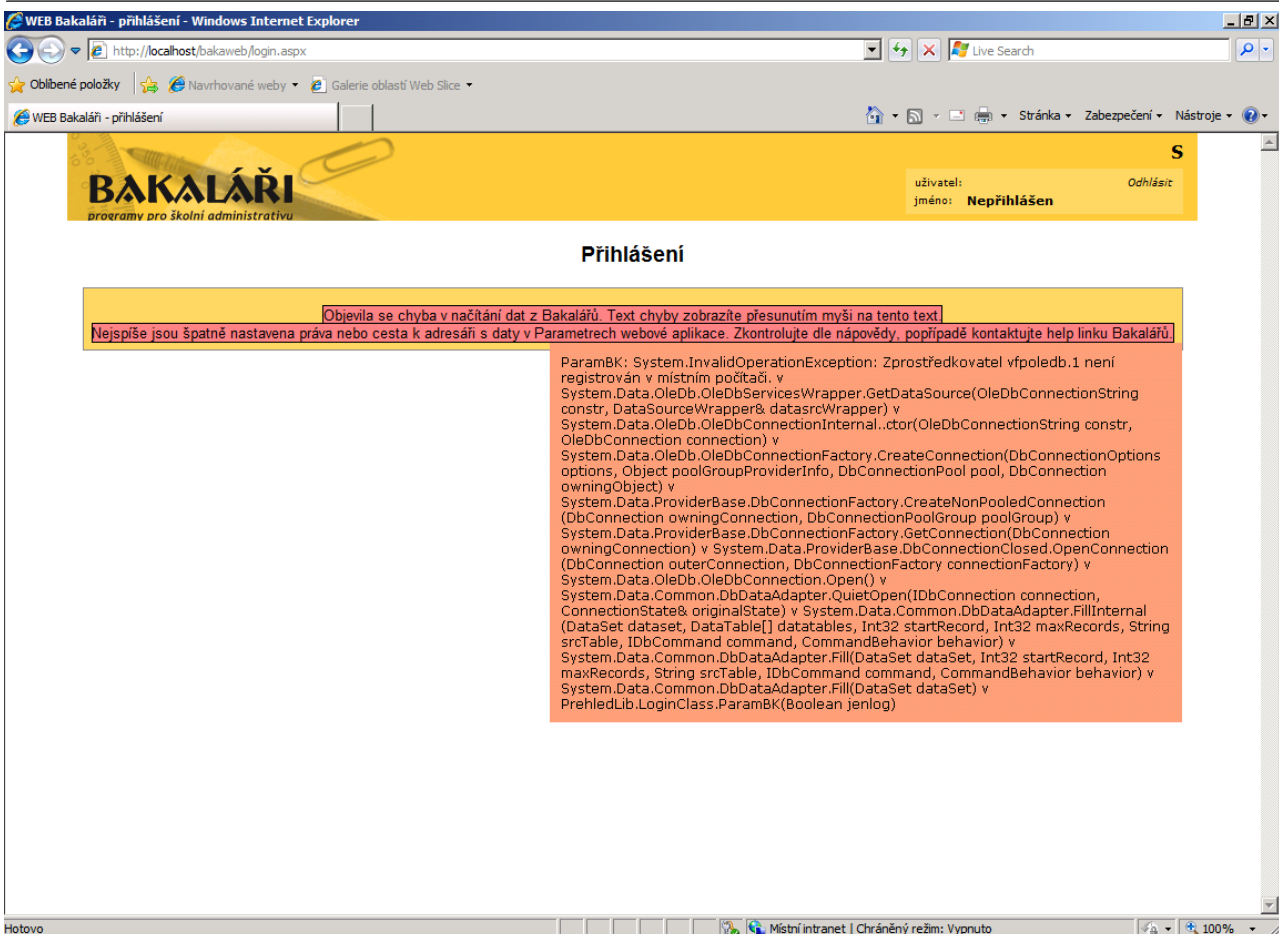 WEB Bakaláři - přihlášení - Windows Internet Explorer
http://localhost/bakaweb/login.aspx
Live Search
Oblíbené položky
Navrhované weby
Galerie oblastí Web Slice
WEB Bakaláři - přihlášení
Stránka
Zabezpečení
Nástroje
BAKALÁŘI
programy pro školní administrativu
S
uživatel:
Odhlásit
jméno: Nepřihlášen
Přihlášení
Objevila se chyba v načítání dat z Bakalářů. Text chyby zobrazíte přesunutím myši na tento text.
Nejspíše jsou špatně nastavena práva nebo cesta k adresáři s daty v Parametrech webové aplikace. Zkontrolujte dle nápovědy, popřípadě kontaktujte help linku Bakalářů.
ParamBK: System.InvalidOperationException: Zprostředkovatel vfpoledb.1 není
registrován v místním počítači. v
System.Data.OleDb.OleDbServicesWrapper.GetDataSource(OleDbConnectionString
constr, DataSourceWrapper& datasrcWrapper) v
System.Data.OleDb.OleDbConnectionInternal..ctor(OleDbConnectionString constr,
OleDbConnection connection) v
System.Data.OleDb.OleDbConnectionFactory.CreateConnection(DbConnectionOptions
options, Object poolGroupProviderInfo, DbConnectionPool pool, DbConnection
owningObject) v
System.Data.ProviderBase.DbConnectionFactory.CreateNonPooledConnection
(DbConnection owningConnection, DbConnectionPoolGroup poolGroup) v
System.Data.ProviderBase.DbConnectionFactory.GetConnection(DbConnection
owningConnection) v System.Data.ProviderBase.DbConnectionClosed.OpenConnection
(DbConnection outerConnection, DbConnectionFactory connectionFactory) v
System.Data.OleDb.OleDbConnection.Open() v
System.Data.Common.DbDataAdapter.QuietOpen(IDbConnection connection,
ConnectionState& originalState) v System.Data.Common.DbDataAdapter.FillInternal
(DataSet dataset, DataTable[] datatables, Int32 startRecord, Int32 maxRecords, String
srcTable, IDbCommand command, CommandBehavior behavior) v
System.Data.Common.DbDataAdapter.Fill(DataSet dataSet, Int32 startRecord, Int32
maxRecords, String srcTable, IDbCommand command, CommandBehavior behavior) v
System.Data.Common.DbDataAdapter.Fill(DataSet dataSet) v
PrehledLib.LoginClass.ParamBK(Boolean jenlog)
Hotovo
Místní intranet | Chráněný režim: Vypnuto
100%